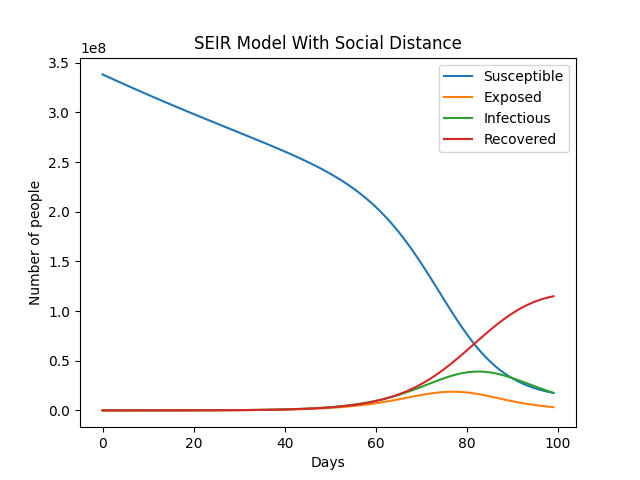 SEIR Model With Social Distance
1e8
3.5
3.0
2.5
2.0
1.5
1.0
0.5
0.0
Number of people
Susceptible
Exposed
Infectious
Recovered
0 20 40 60 80 100
Days